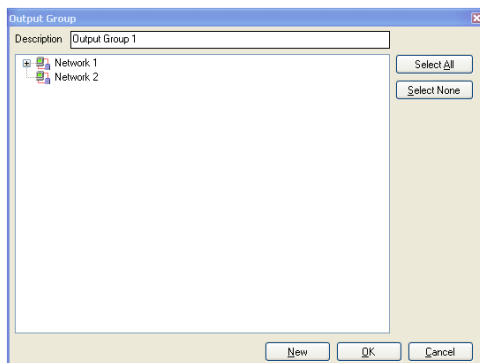 Output Group
Description Output Group 1
Network 1
Network 2
Select All
Select None
New OK Cancel